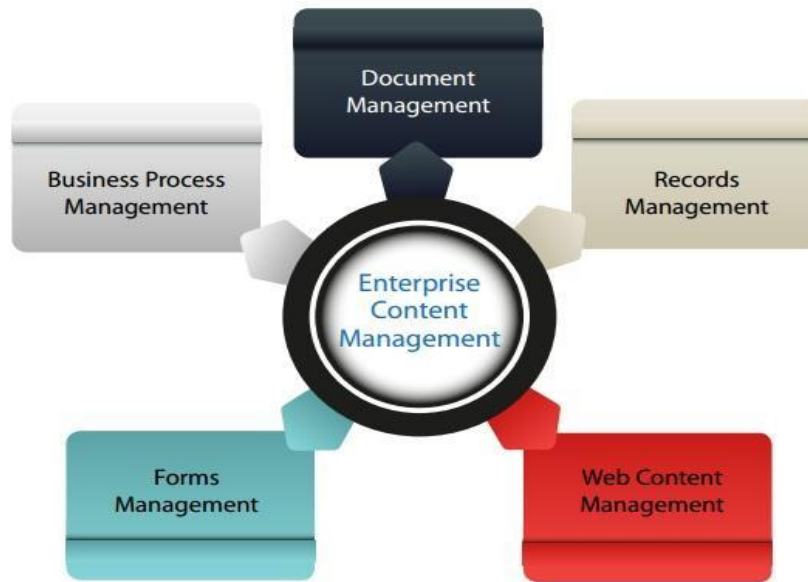 Document
Management
Business Process
Management
Records
Management
Enterprise
Content
Management
Forms
Management
Web Content
Management